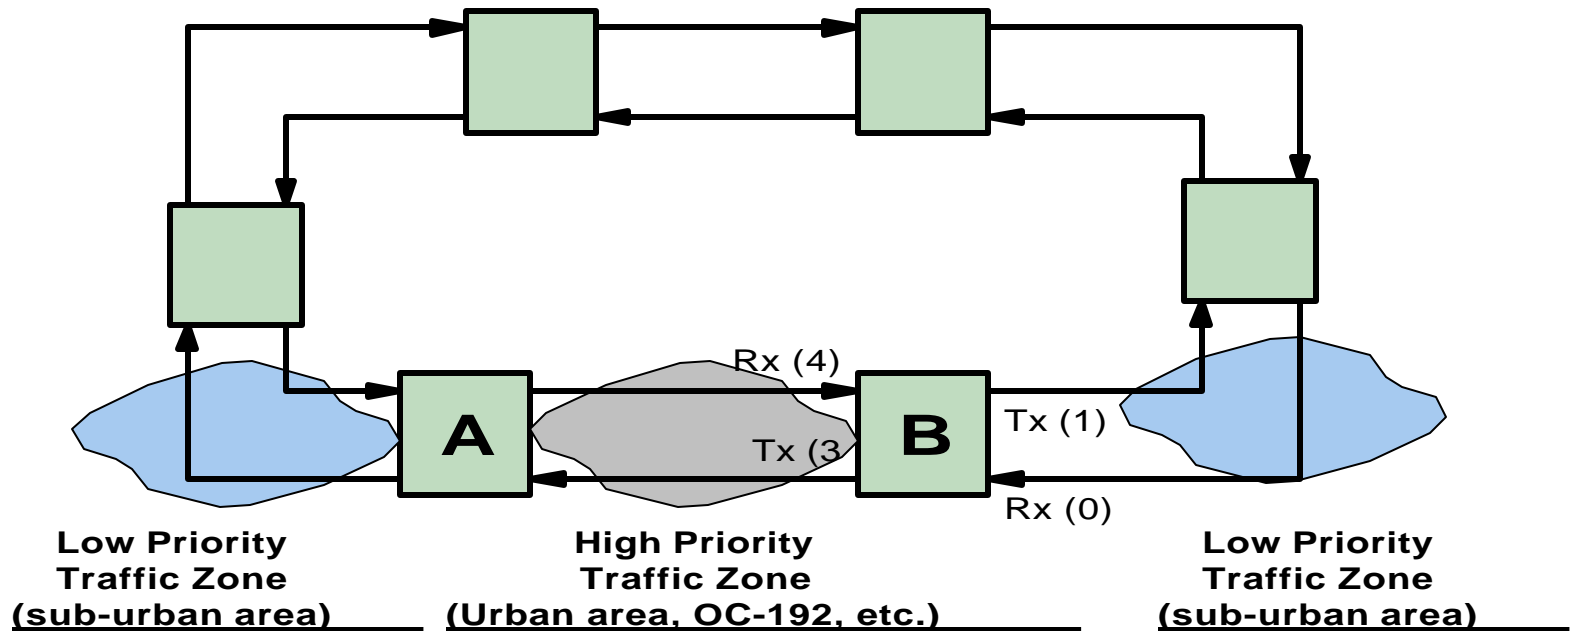 Rx (4)
A
B
Tx (1)
Tx (3
Rx (0)
Low Priority
Traffic Zone
(sub-urban area)
High Priority
Traffic Zone
(Urban area, OC-192, etc.)
Low Priority
Traffic Zone
(sub-urban area)